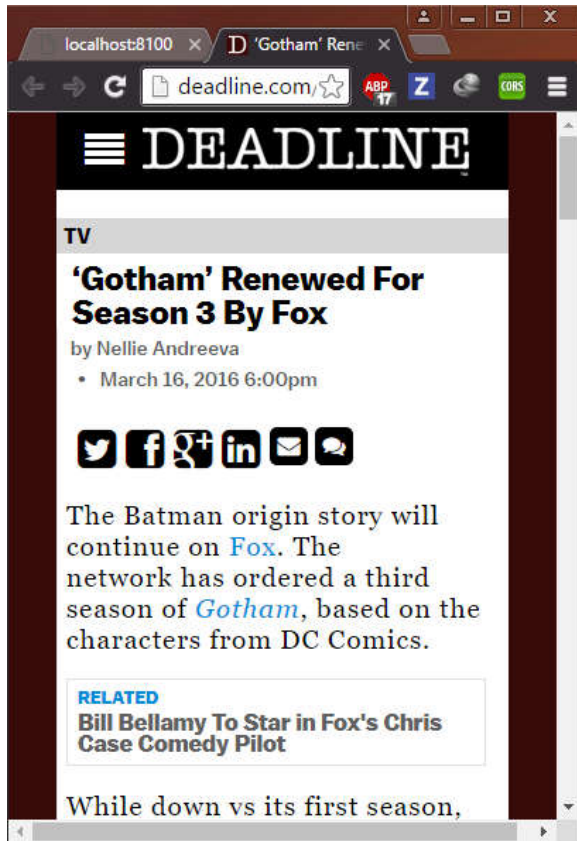 localhost:8100
'Gotham' Rene
deadline.com/
ABP
17
Z
CORS
DEADLINE
TV
‘Gotham’ Renewed For
Season 3 By Fox
by Nellie Andreeva
• March 16, 2016 6:00pm
The Batman origin story will
continue on Fox. The
network has ordered a third
season of Gotham, based on the
characters from DC Comics.
RELATED
Bill Bellamy To Star in Fox's Chris
Case Comedy Pilot
While down vs its first season,